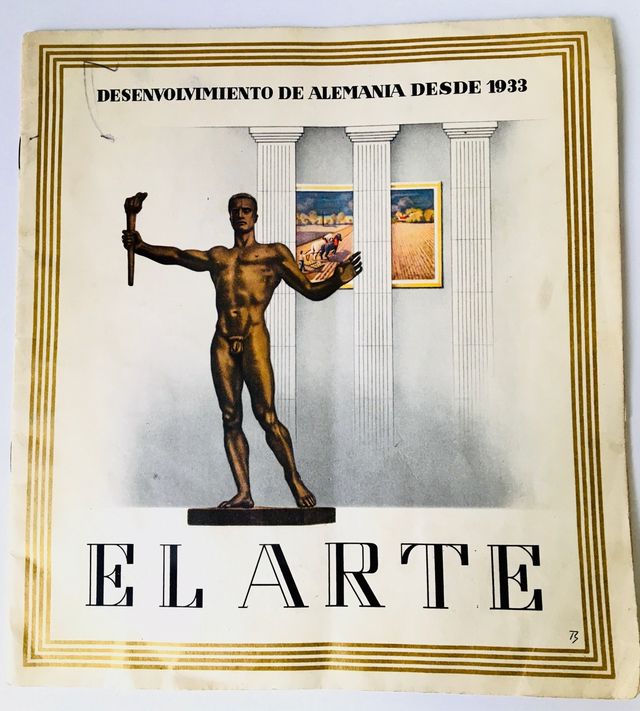 DESENVOLVIMIENTO DE ALEMANIA DESDE 1933
EL ARTE